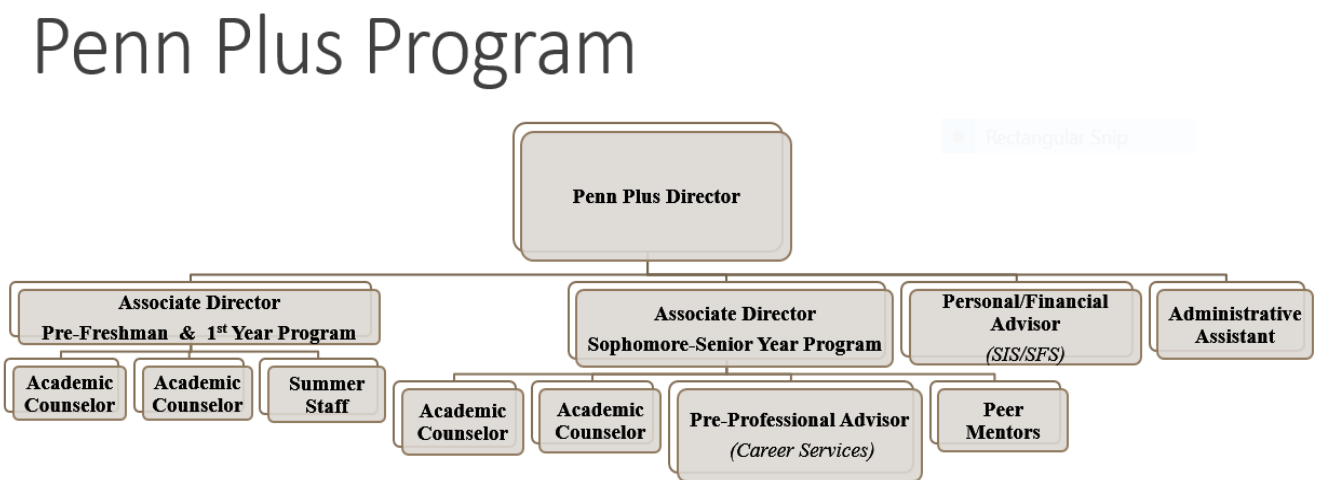 Penn Plus Program
Rectangular Snip
Penn Plus Director
Associate Director
Pre-Freshman & 1st Year Program
Associate Director
Sophomore-Senior Year Program
Personal/Financial
Advisor
(SIS/SFS)
Administrative
Assistant
Academic
Counselor
Academic
Counselor
Summer
Staff
Academic
Counselor
Academic
Counselor
Pre-Professional Advisor
(Career Services)
Peer
Mentors